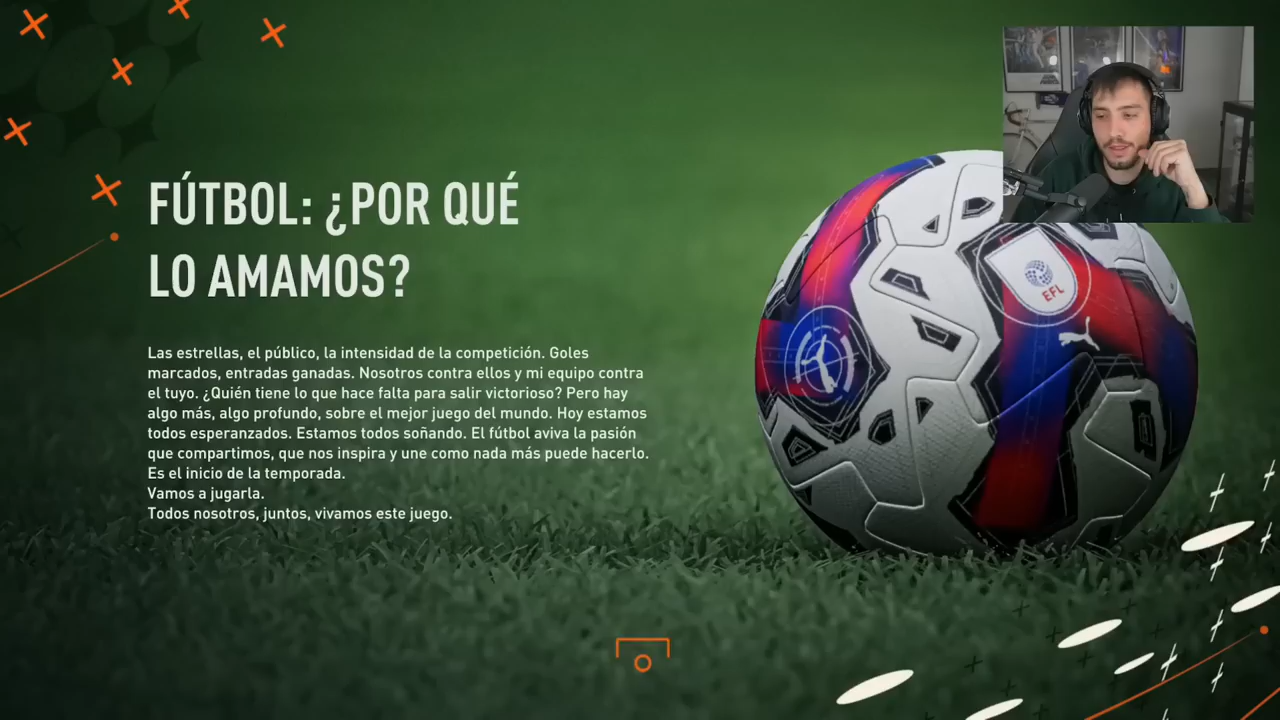 FÚTBOL: ¿POR QUÉ
LO AMAMOS?
Las estrellas, el público, la intensidad de la competición. Goles
marcados, entradas ganadas. Nosotros contra ellos y mi equipo contra
el tuyo. ¿Quién tiene lo que hace falta para salir victorioso? Pero hay
algo más, algo profundo, sobre el mejor juego del mundo. Hoy estamos
todos esperanzados. Estamos todos soñando. El fútbol aviva la pasión
que compartimos, que nos inspira y une como nada más puede hacerlo.
Es el inicio de la temporada.
Vamos a jugarla.
Todos nosotros, juntos, vivamos este juego.
EFL